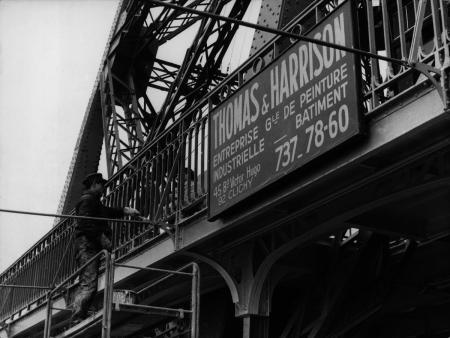 THOMAS & HARRISON
ENTREPRISE GLE DE PEINTURE
INDUSTRIELLE — BATIMENT
45 Bd Victor Hugo
92 CLICHY
737-78-60